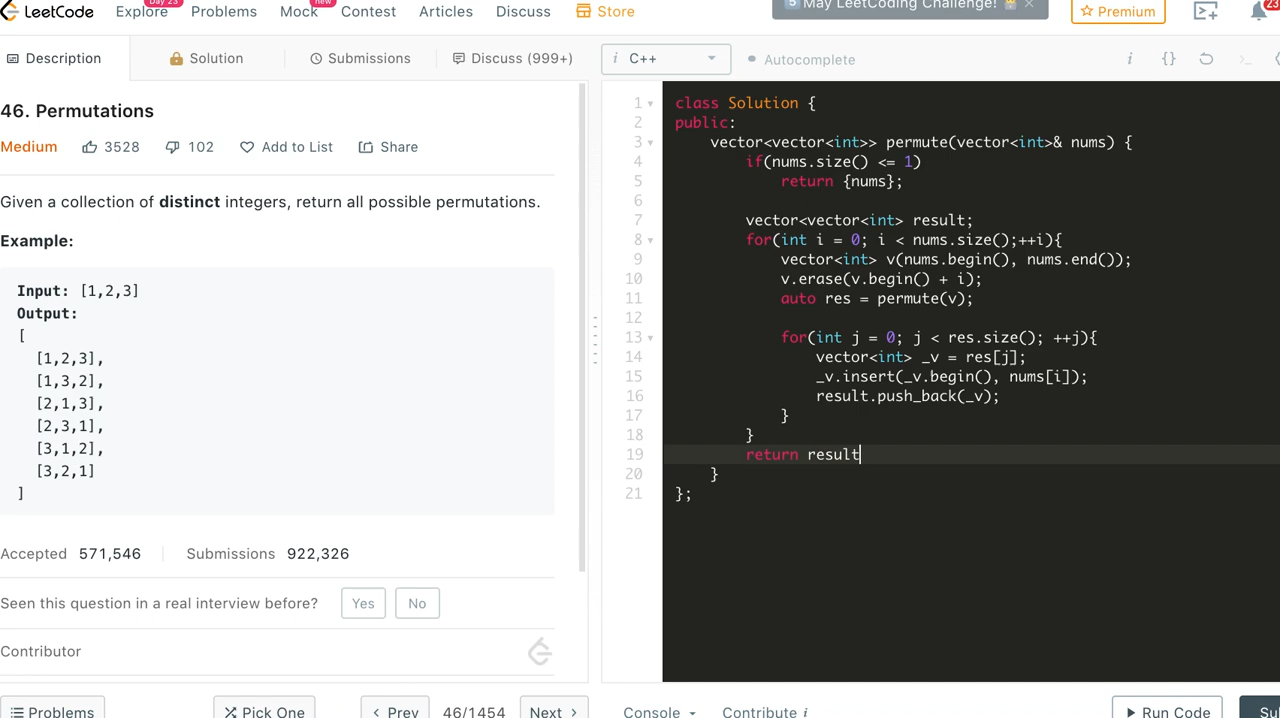 LeetCode
Explore
Day 23
Problems
Mock
new
Contest
Articles
Discuss
Store
5 May LeetCoding Challenge!
Premium
23
Description
Solution
Submissions
Discuss (999+)
i C++
Autocomplete
46. Permutations
Medium 3528 102 Add to List Share
Given a collection of distinct integers, return all possible permutations.
Example:
Input: [1,2,3]
Output:
[
[1,2,3],
[1,3,2],
[2,1,3],
[2,3,1],
[3,1,2],
[3,2,1]
]
Accepted 571,546 Submissions 922,326
Seen this question in a real interview before? Yes No
Contributor
1 class Solution {
2 public:
3 vector<vector<int>> permute(vector<int>& nums) {
4 if(nums.size() <= 1)
5 return {nums};
6
7 vector<vector<int> result;
8 for(int i = 0; i < nums.size();++i){
9 vector<int> v(nums.begin(), nums.end());
10 v.erase(v.begin() + i);
11 auto res = permute(v);
12
13 for(int j = 0; j < res.size(); ++j){
14 vector<int> _v = res[j];
15 _v.insert(_v.begin(), nums[i]);
16 result.push_back(_v);
17 }
18 }
19 return result
20 }
21 };
Problems
Pick One
< Prev
46/1454
Next >
Console
Contribute i
Run Code
Su